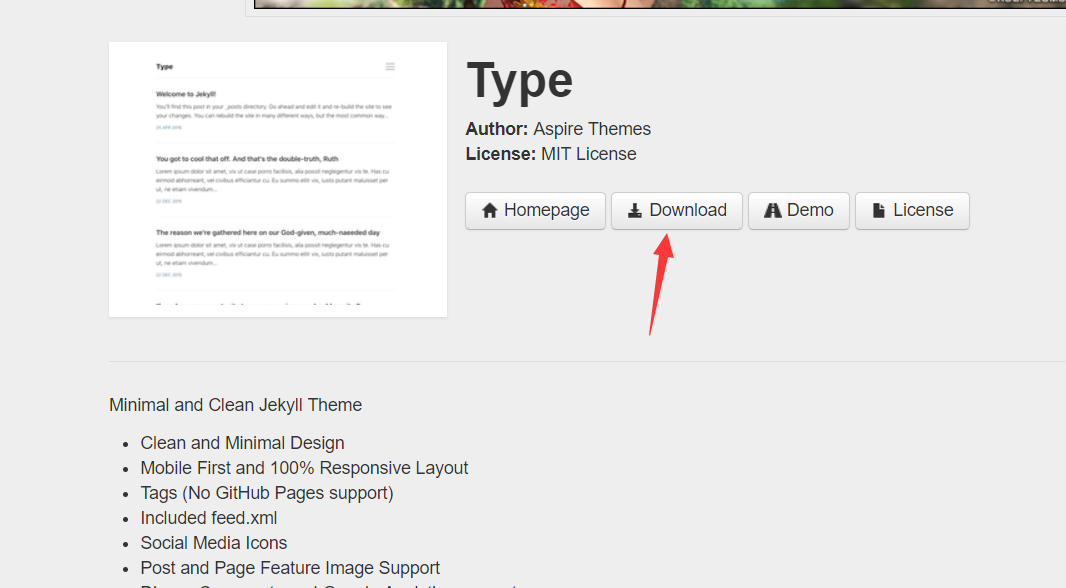 Type
Welcome to Jekyll!
You'll find this post in your _posts directory. Go ahead and edit it and re-build the site to see
your changes. You can rebuild the site in many different ways, but the most common way...
You got to cool that off. And that's the double-truth, Ruth
Lorem ipsum dolor sit amet, vis ut case porro facilisis, alia possit neglegentur vis te. Has cu
eirmod abhorreant, vel civibus efficiantur cu. Eu summo elitr vix, iusto putant maluisset per
ut, ne etiam vivendum...
22 DEC 2015
The reason we're gathered here on our God-given, much-naeeded day
Lorem ipsum dolor sit amet, vis ut case porro facilisis, alia possit neglegentur vis te. Has cu
eirmod abhorreant, vel civibus efficiantur cu. Eu summo elitr vix, iusto putant maluisset per
ut, ne etiam vivendum...
22 DEC 2015
Type
Author: Aspire Themes
License: MIT License
Homepage Download Demo License
Minimal and Clean Jekyll Theme
Clean and Minimal Design
Mobile First and 100% Responsive Layout
Tags (No GitHub Pages support)
Included feed.xml
Social Media Icons
Post and Page Feature Image Support